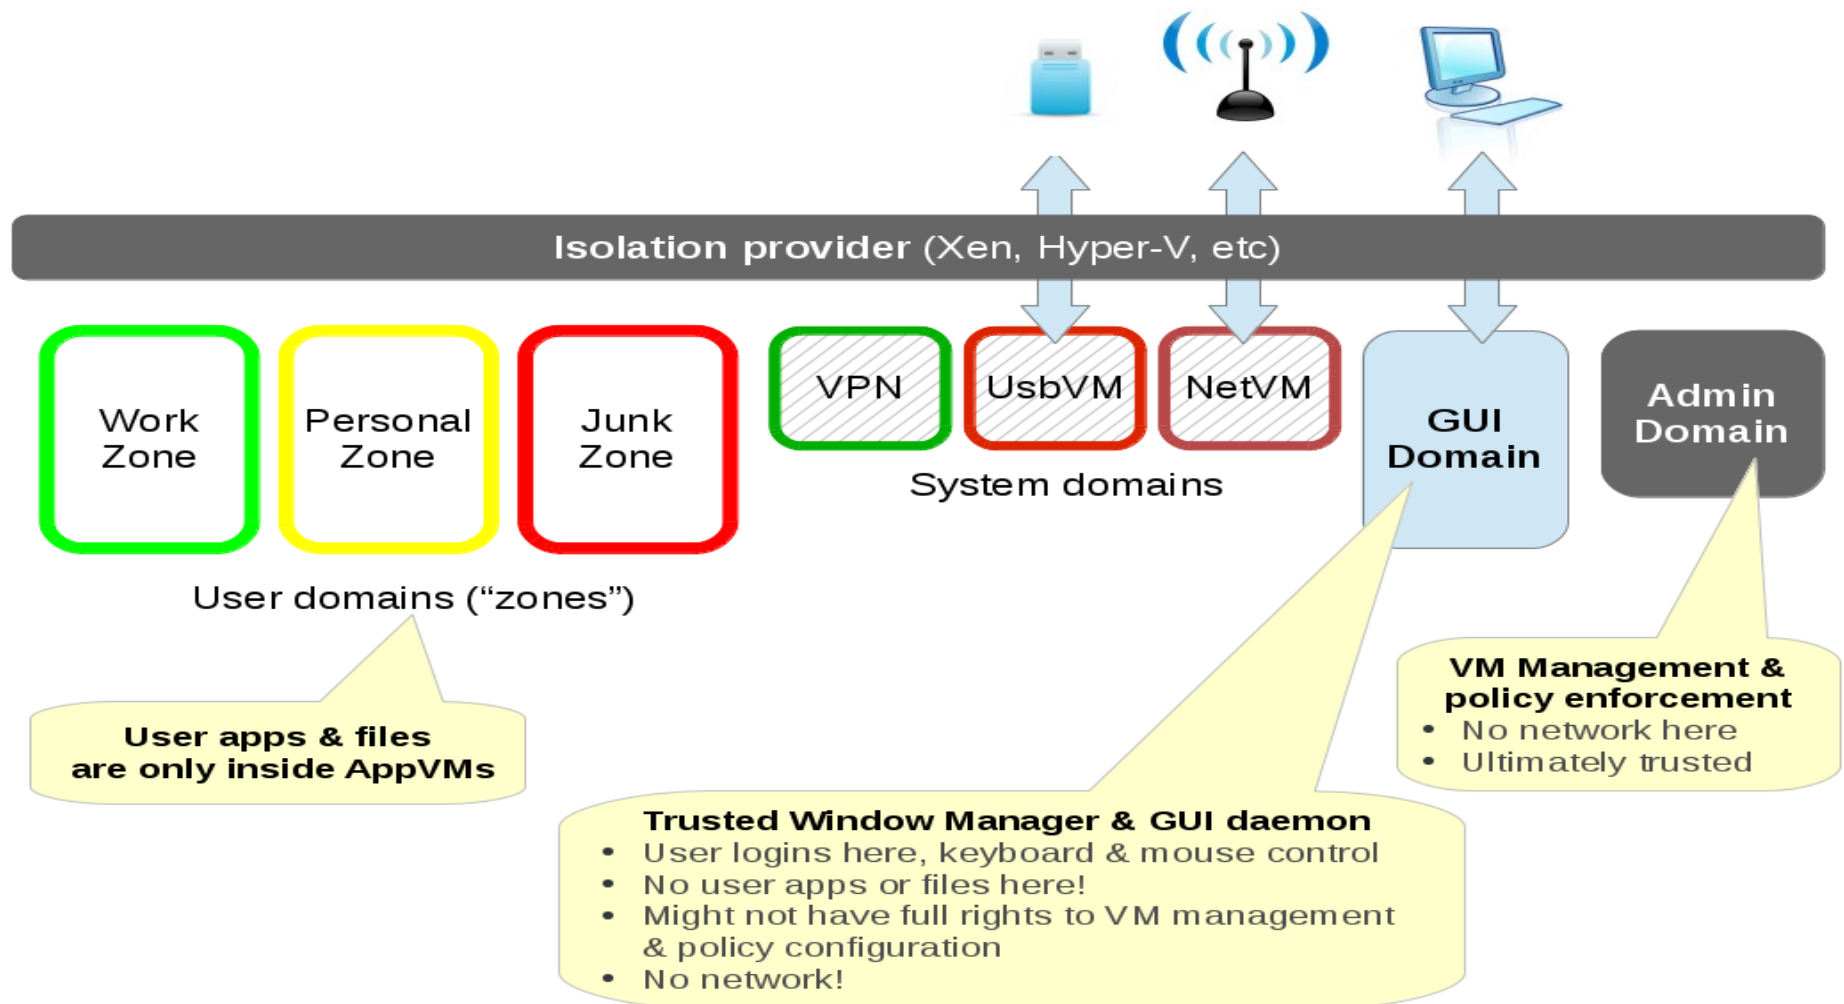 Isolation provider (Xen, Hyper-V, etc)
Work
Zone
Personal
Zone
Junk
Zone
VPN
UsbVM
NetVM
GUI
Domain
Admin
Domain
System domains
User domains (“zones”)
User apps & files
are only inside AppVMs
VM Management &
policy enforcement
• No network here
• Ultimately trusted
Trusted Window Manager & GUI daemon
• User logins here, keyboard & mouse control
• No user apps or files here!
• Might not have full rights to VM management
& policy configuration
• No network!